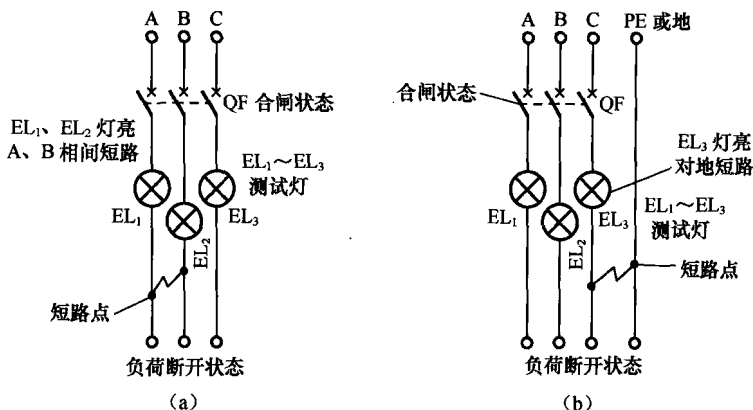 A B C
QF 合闸状态
EL₁、EL₂ 灯亮
A、B 相间短路
EL₁～EL₃
测试灯
EL₁
EL₂
EL₃
短路点
负荷断开状态
(a)
A B C PE 或地
合闸状态
QF
EL₃ 灯亮
对地短路
EL₁
EL₂
EL₃
EL₁～EL₃
测试灯
短路点
负荷断开状态
(b)